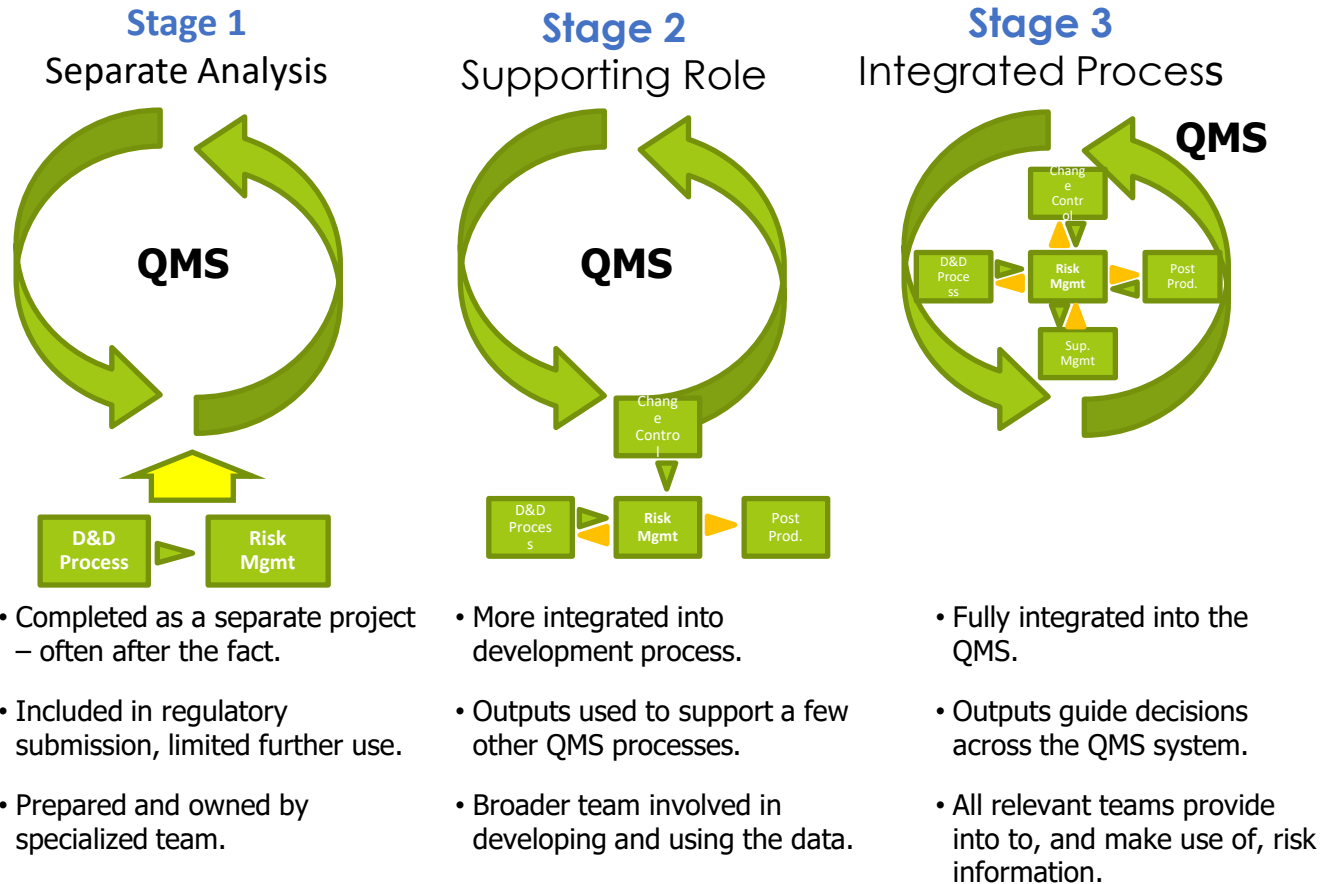 Stage 1
Separate Analysis
QMS
D&D
Process
Risk
Mgmt
• Completed as a separate project
– often after the fact.
• Included in regulatory
submission, limited further use.
• Prepared and owned by
specialized team.
Stage 2
Supporting Role
QMS
Chang
e
Contro
l
D&D
Proces
s
Risk
Mgmt
Post
Prod.
• More integrated into
development process.
• Outputs used to support a few
other QMS processes.
• Broader team involved in
developing and using the data.
Stage 3
Integrated Process
QMS
Chang
e
Contr
ol
D&D
Proce
ss
Risk
Mgmt
Post
Prod.
Sup.
Mgmt
• Fully integrated into the
QMS.
• Outputs guide decisions
across the QMS system.
• All relevant teams provide
into to, and make use of, risk
information.